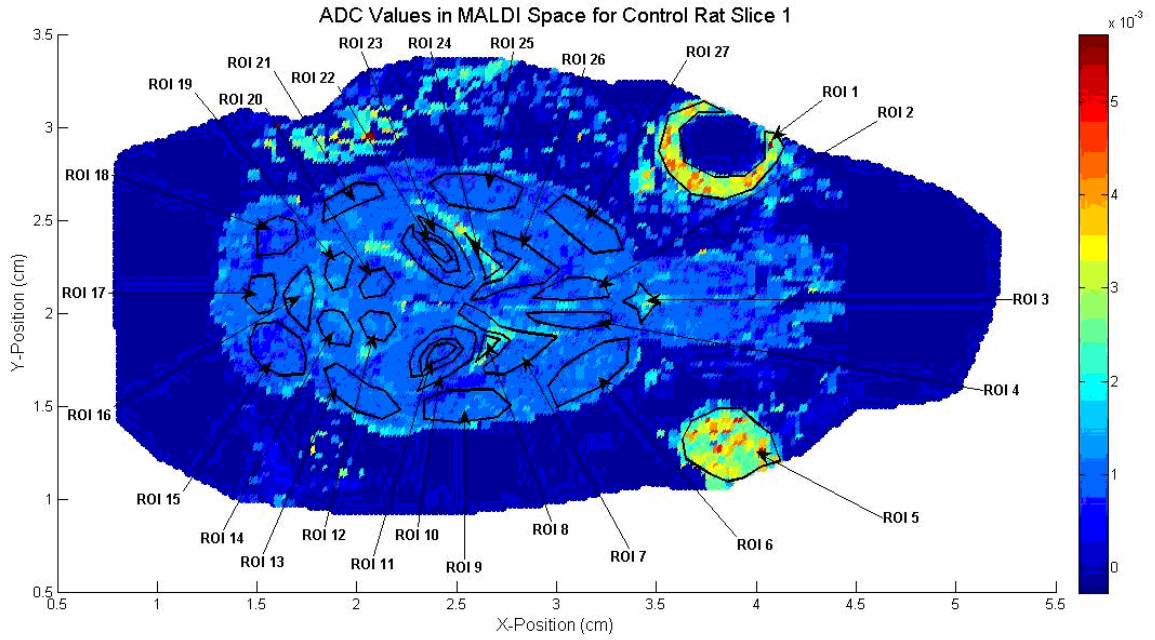 ADC Values in MALDI Space for Control Rat Slice 1
x 10⁻³
3.5
3
2.5
2
1.5
1
0.5
Y-Position (cm)
0.5
1
1.5
2
2.5
3
3.5
4
4.5
5
5.5
X-Position (cm)
5
4
3
2
1
0
ROI 23
ROI 24
ROI 25
ROI 26
ROI 27
ROI 21
ROI 22
ROI 19
ROI 20
ROI 1
ROI 2
ROI 18
ROI 17
ROI 3
ROI 4
ROI 16
ROI 15
ROI 14
ROI 13
ROI 12
ROI 11
ROI 10
ROI 9
ROI 8
ROI 7
ROI 6
ROI 5